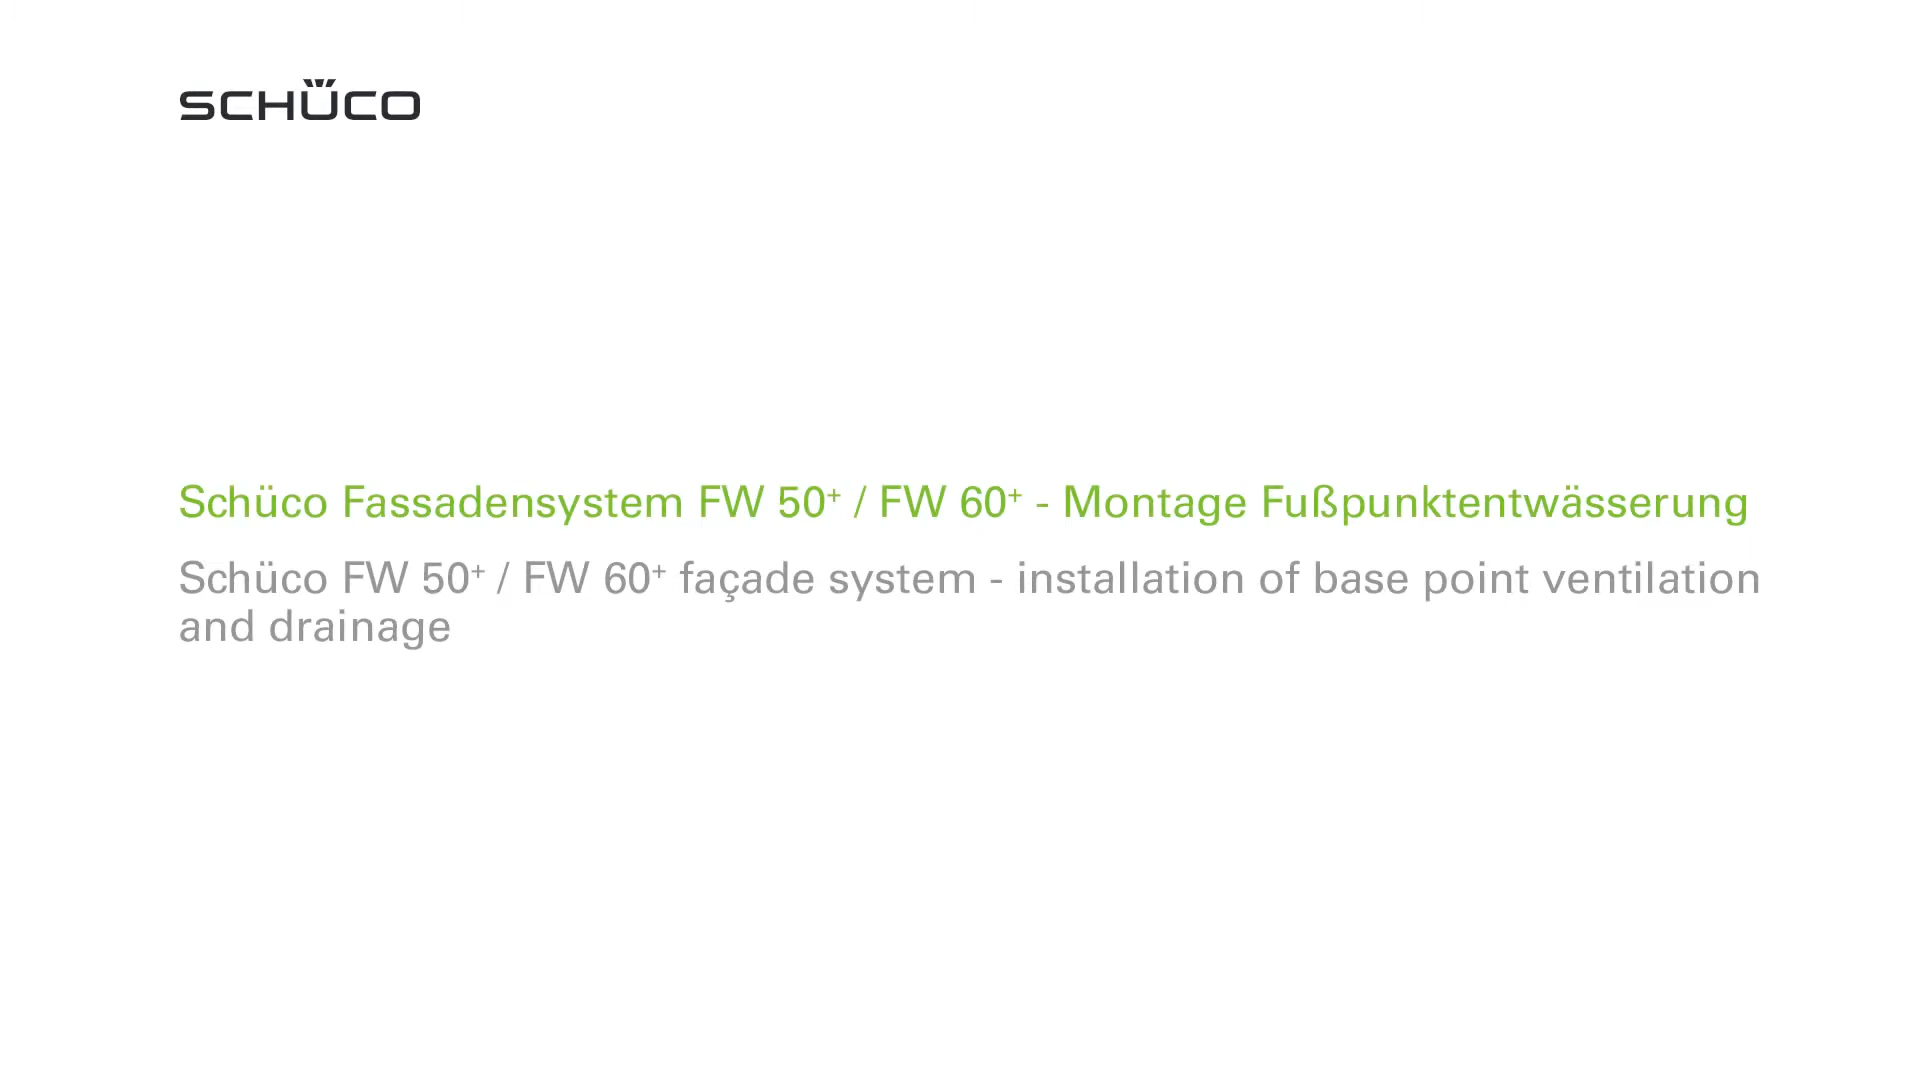 SCHÜCO
Schüco Fassadensystem FW 50⁺ / FW 60⁺ - Montage Fußpunktentwässerung
Schüco FW 50⁺ / FW 60⁺ façade system - installation of base point ventilation
and drainage